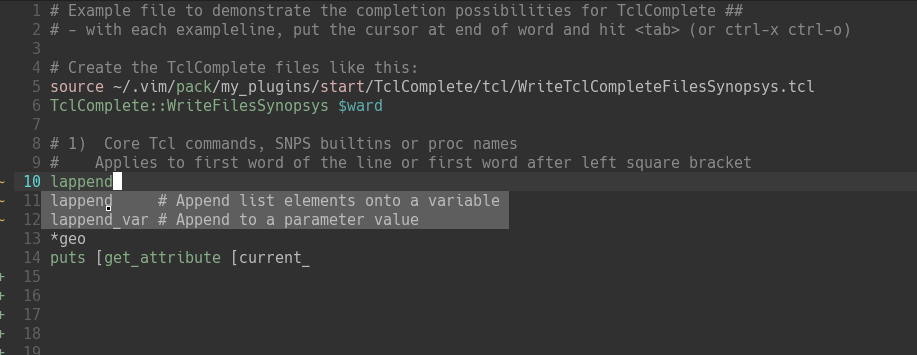 1 # Example file to demonstrate the completion possibilities for TclComplete ##
2 # - with each exampleline, put the cursor at end of word and hit <tab> (or ctrl-x ctrl-o)
3
4 # Create the TclComplete files like this:
5 source ~/.vim/pack/my_plugins/start/TclComplete/tcl/WriteTclCompleteFilesSynopsys.tcl
6 TclComplete::WriteFilesSynopsys $ward
7
8 # 1)  Core Tcl commands, SNPS builtins or proc names
9 #    Applies to first word of the line or first word after left square bracket
~ 10 lappend
~ 11 lappend     # Append list elements onto a variable
~ 12 lappend_var # Append to a parameter value
13 *geo
14 puts [get_attribute [current_
+ 15
+ 16
+ 17
+ 18
+ 19